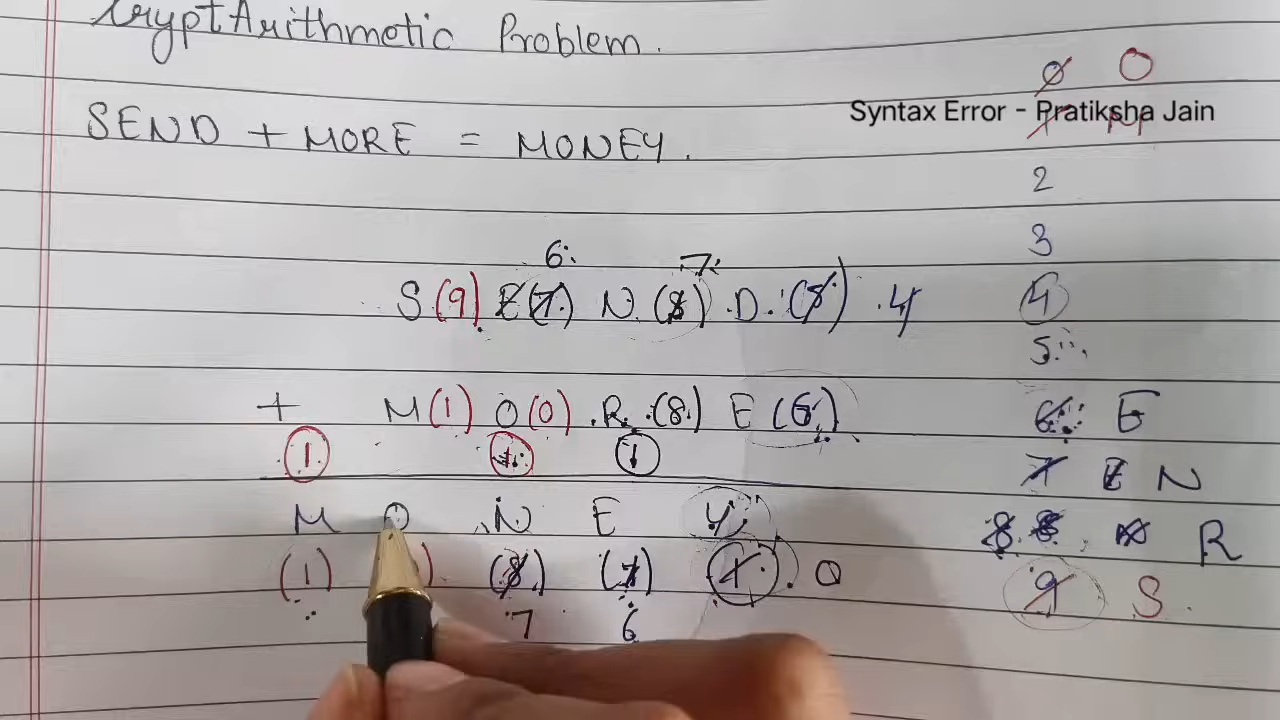 CryptArithmetic Problem.
Syntax Error - Pratiksha Jain
SEND + MORE = MONEY.
0 O
1 M
2
3
4
5
6 E
7 E N
8 8 N R
9 S.
6 7
S (9) E (7) N (8) D (5) 4
+ M (1) O (0) R (8) E (6)
1 1 1
M O N E Y
(1) (8) (7) 0
7 6